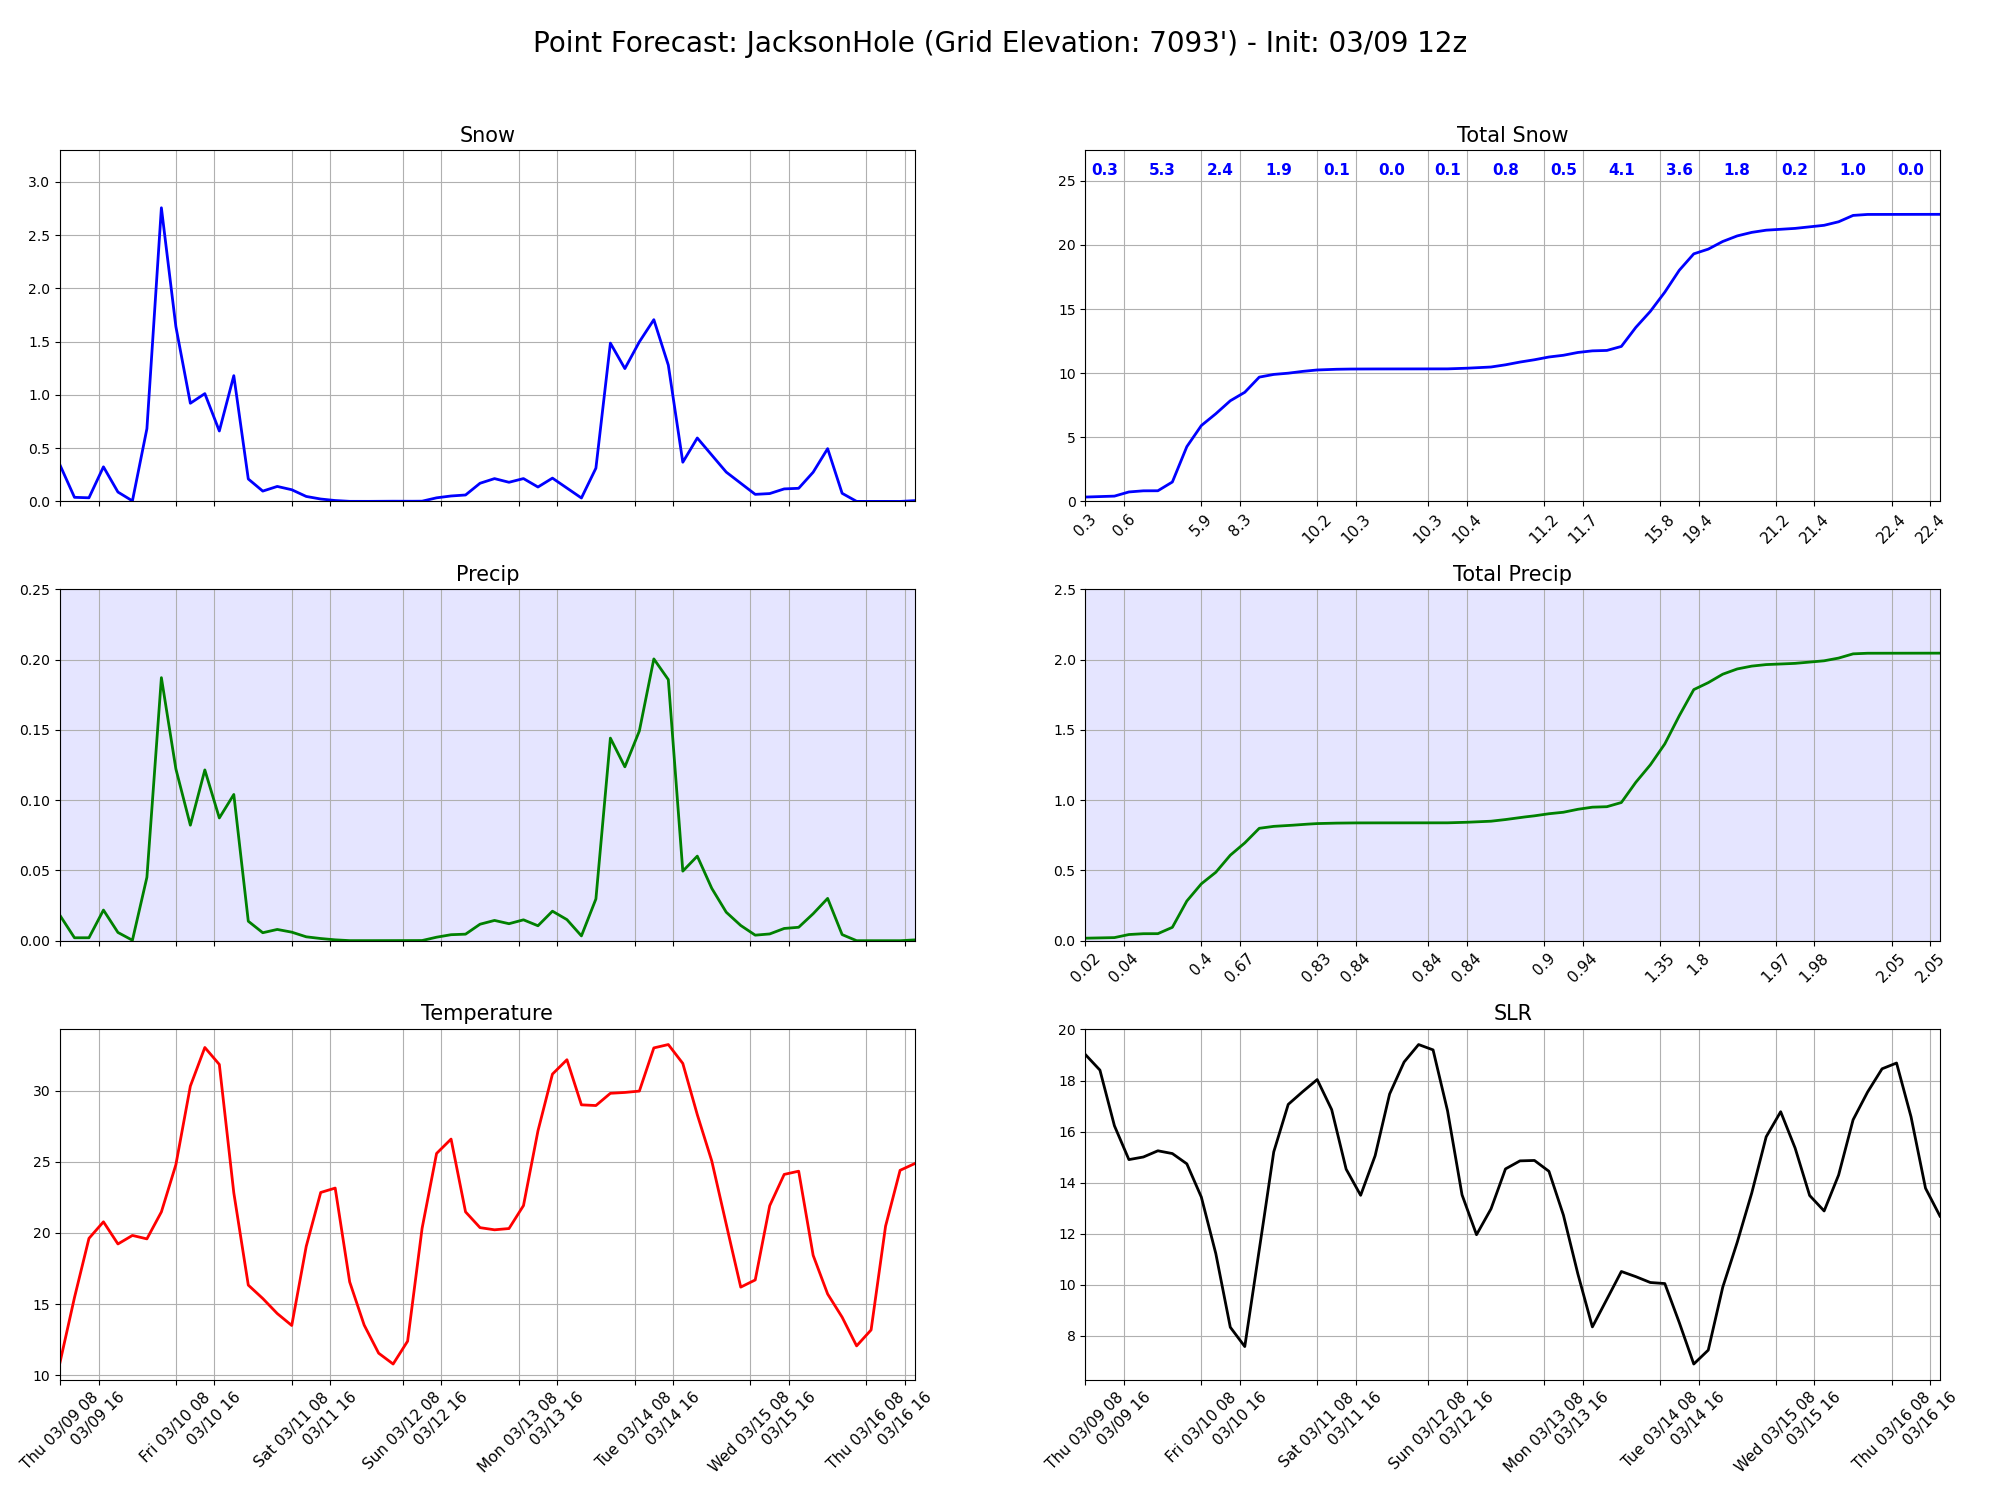 Point Forecast: JacksonHole (Grid Elevation: 7093') - Init: 03/09 12z
Snow
3.0
2.5
2.0
1.5
1.0
0.5
0.0
Total Snow
0.3 5.3 2.4 1.9 0.1 0.0 0.1 0.8 0.5 4.1 3.6 1.8 0.2 1.0 0.0
25
20
15
10
5
0
0.3 0.6 5.9 8.3 10.2 10.3 10.3 10.4 11.2 11.7 15.8 19.4 21.2 21.4 22.4 22.4
Precip
0.25
0.20
0.15
0.10
0.05
0.00
Total Precip
2.5
2.0
1.5
1.0
0.5
0.0
0.02 0.04 0.4 0.67 0.83 0.84 0.84 0.84 0.9 0.94 1.35 1.8 1.97 1.98 2.05 2.05
Temperature
30
25
20
15
10
Thu 03/09 08
03/09 16
Fri 03/10 08
03/10 16
Sat 03/11 08
03/11 16
Sun 03/12 08
03/12 16
Mon 03/13 08
03/13 16
Tue 03/14 08
03/14 16
Wed 03/15 08
03/15 16
Thu 03/16 08
03/16 16
SLR
20
18
16
14
12
10
8
Thu 03/09 08
03/09 16
Fri 03/10 08
03/10 16
Sat 03/11 08
03/11 16
Sun 03/12 08
03/12 16
Mon 03/13 08
03/13 16
Tue 03/14 08
03/14 16
Wed 03/15 08
03/15 16
Thu 03/16 08
03/16 16